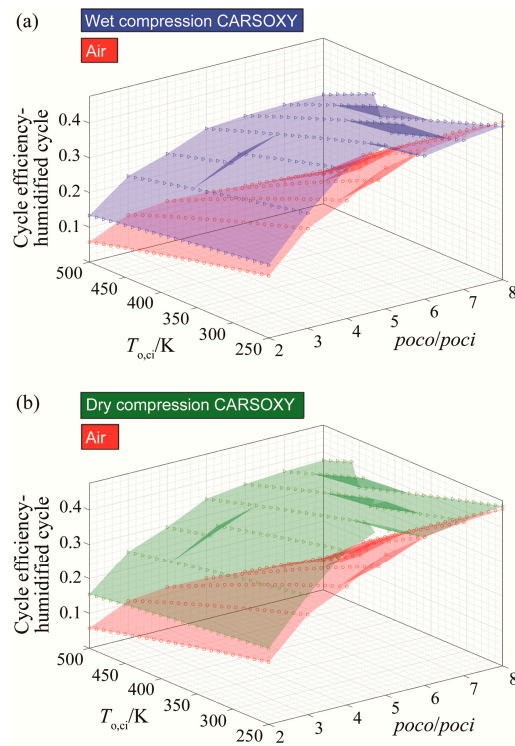 (a)
Wet compression CARSOXY
Air
Cycle efficiency-
humidified cycle
0.4
0.3
0.2
0.1
500
450
400
350
300
250
T o,ci/K
2
3
4
5
6
7
8
poco/poci
(b)
Dry compression CARSOXY
Air
Cycle efficiency-
humidified cycle
0.4
0.3
0.2
0.1
500
450
400
350
300
250
T o,ci/K
2
3
4
5
6
7
8
poco/poci